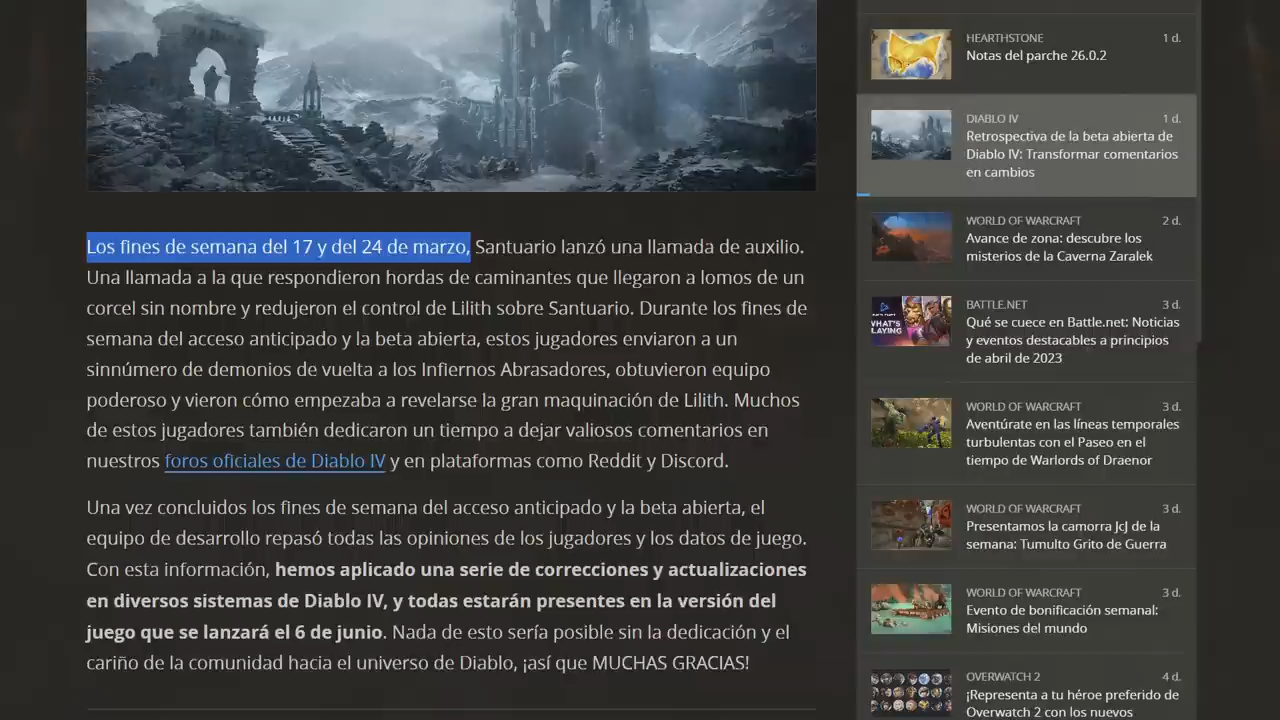 Los fines de semana del 17 y del 24 de marzo, Santuario lanzó una llamada de auxilio.
Una llamada a la que respondieron hordas de caminantes que llegaron a lomos de un
corcel sin nombre y redujeron el control de Lilith sobre Santuario. Durante los fines de
semana del acceso anticipado y la beta abierta, estos jugadores enviaron a un
sinnúmero de demonios de vuelta a los Infiernos Abrasadores, obtuvieron equipo
poderoso y vieron cómo empezaba a revelarse la gran maquinación de Lilith. Muchos
de estos jugadores también dedicaron un tiempo a dejar valiosos comentarios en
nuestros foros oficiales de Diablo IV y en plataformas como Reddit y Discord.
Una vez concluidos los fines de semana del acceso anticipado y la beta abierta, el
equipo de desarrollo repasó todas las opiniones de los jugadores y los datos de juego.
Con esta información, hemos aplicado una serie de correcciones y actualizaciones
en diversos sistemas de Diablo IV, y todas estarán presentes en la versión del
juego que se lanzará el 6 de junio. Nada de esto sería posible sin la dedicación y el
cariño de la comunidad hacia el universo de Diablo, ¡así que MUCHAS GRACIAS!
HEARTHSTONE 1 d.
Notas del parche 26.0.2
DIABLO IV 1 d.
Retrospectiva de la beta abierta de
Diablo IV: Transformar comentarios
en cambios
WORLD OF WARCRAFT 2 d.
Avance de zona: descubre los
misterios de la Caverna Zaralek
BATTLE.NET 3 d.
WHAT'S
PLAYING
Qué se cuece en Battle.net: Noticias
y eventos destacables a principios
de abril de 2023
WORLD OF WARCRAFT 3 d.
Aventúrate en las líneas temporales
turbulentas con el Paseo en el
tiempo de Warlords of Draenor
WORLD OF WARCRAFT 3 d.
Presentamos la camorra JcJ de la
semana: Tumulto Grito de Guerra
WORLD OF WARCRAFT 3 d.
Evento de bonificación semanal:
Misiones del mundo
OVERWATCH 2 4 d.
¡Representa a tu héroe preferido de
Overwatch 2 con los nuevos